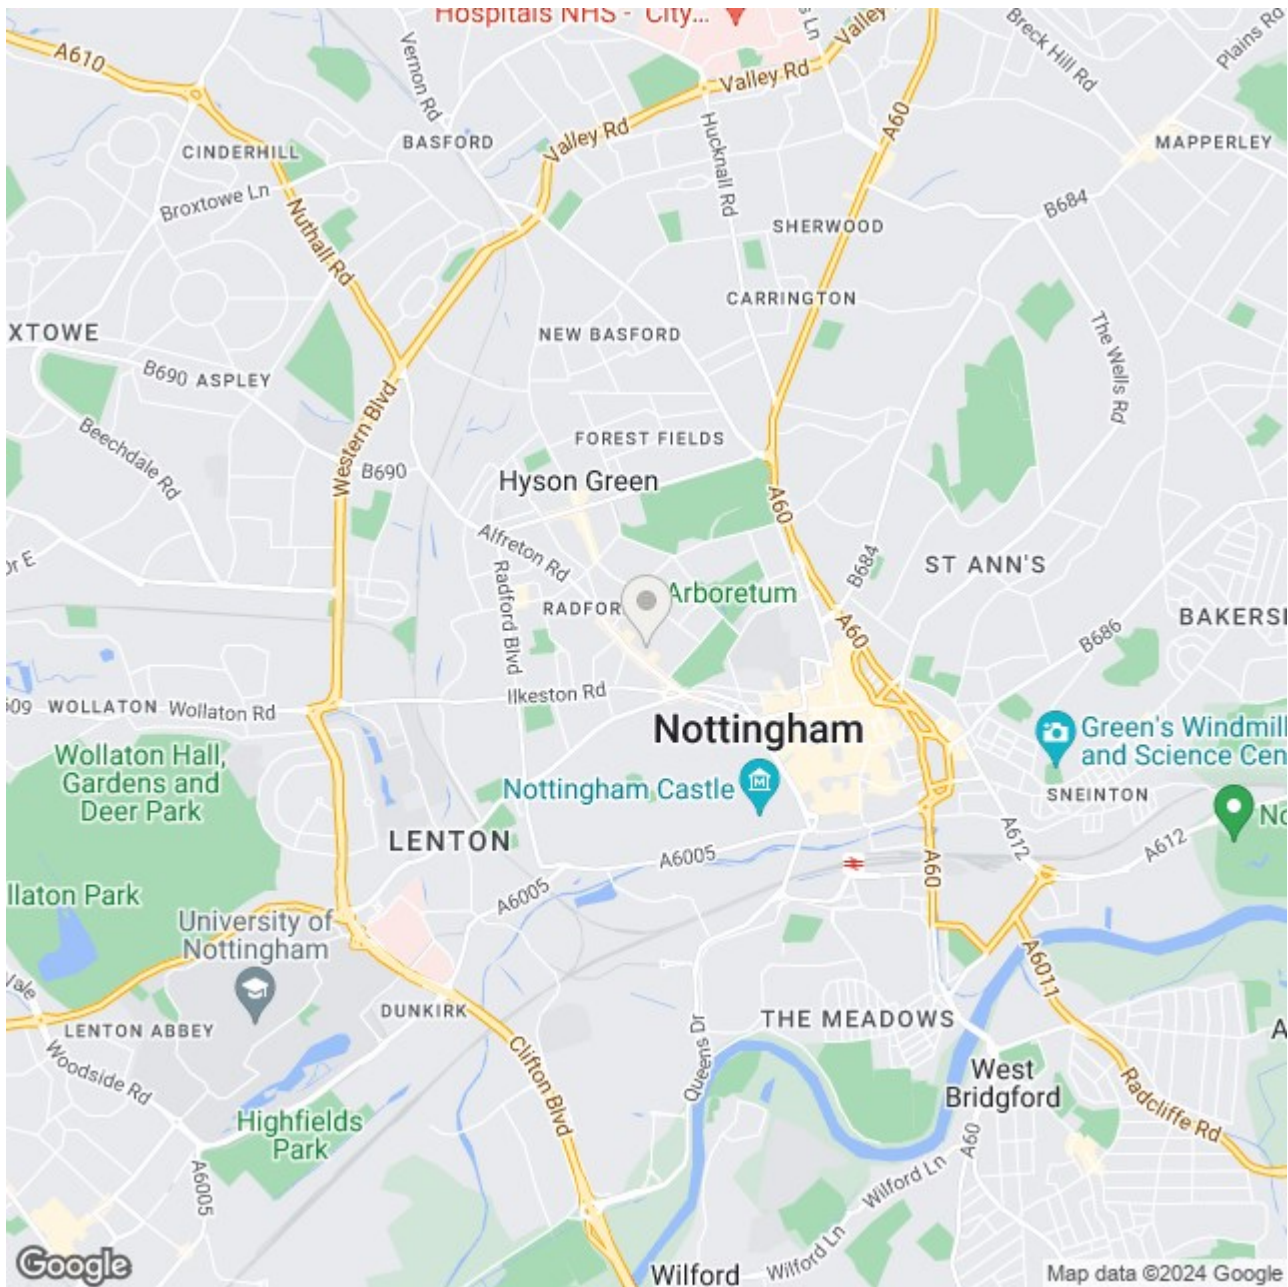 Hospitals NHS - City...
A610
Vernon Rd
Valley Rd
Valley
Breck Hill Rd
Plains Rd
A60
Hucknall Rd
Valley Rd
BASFORD
CINDERHILL
MAPPERLEY
Broxtowe Ln
B684
Nuthall Rd
SHERWOOD
CARRINGTON
XTOWE
NEW BASFORD
The Wells Rd
B690
ASPLEY
Western Blvd
Beechdale Rd
FOREST FIELDS
B690
Hyson Green
A60
Alfreton Rd
or E
B684
ST ANN'S
Radford Blvd
Arboretum
RADFOR
BAKERS
A60
B686
Ilkeston Rd
609
WOLLATON
Wollaton Rd
Nottingham
Green's Windmill
and Science Cen
Wollaton Hall,
Gardens and
Deer Park
Nottingham Castle
SNEINTON
No
LENTON
A6005
A60
A612
A612
llaton Park
A6005
University of
Nottingham
A6011
DUNKIRK
THE MEADOWS
LENTON ABBEY
A
Queens Dr
Clifton Blvd
Woodside Rd
West
Bridgford
Radcliffe Rd
Highfields
Park
A60
A6005
Wilford Ln
Wilford Ln
Wilford
Google
Map data ©2024 Google